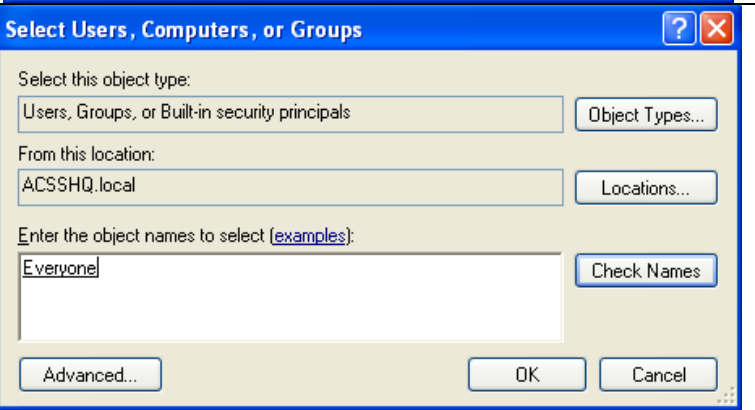 Select Users, Computers, or Groups
Select this object type:
Users, Groups, or Built-in security principals
Object Types...
From this location:
ACSSHQ.local
Locations...
Enter the object names to select (examples):
Everyone
Check Names
Advanced...
OK
Cancel